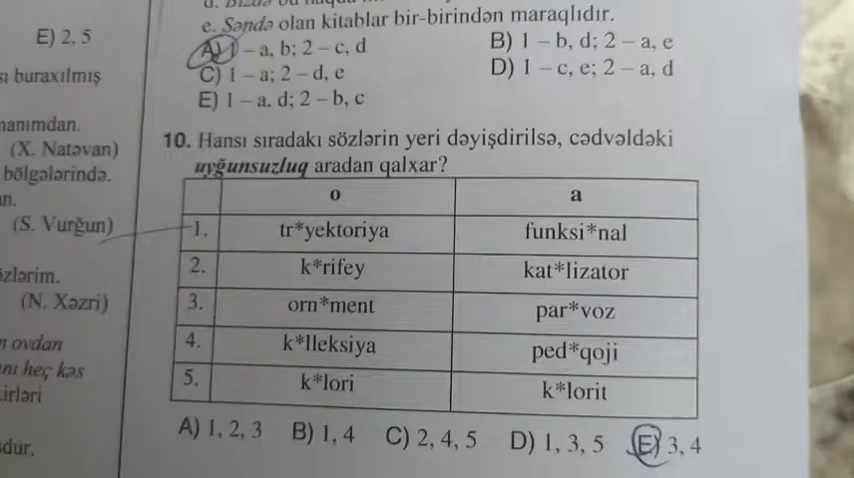 e. Səndə olan kitablar bir-birindən maraqlıdır.
A) 1 – a, b; 2 – c, d
B) 1 – b, d; 2 – a, e
C) 1 – a; 2 – d, e
D) 1 – c, e; 2 – a, d
E) 1 – a. d; 2 – b, c
10. Hansı sıradakı sözlərin yeri dəyişdirilsə, cədvəldəki
uyğunsuzluq aradan qalxar?
o a
1. tr*yektoriya funksi*nal
2. k*rifey kat*lizator
3. orn*ment par*voz
4. k*lleksiya ped*qoji
5. k*lori k*lorit
A) 1, 2, 3 B) 1, 4 C) 2, 4, 5 D) 1, 3, 5 E) 3, 4
E) 2, 5
buraxılmış
(X. Natəvan)
bölgələrində.
(S. Vurğun)
(N. Xəzri)
ovdan
heç kəs